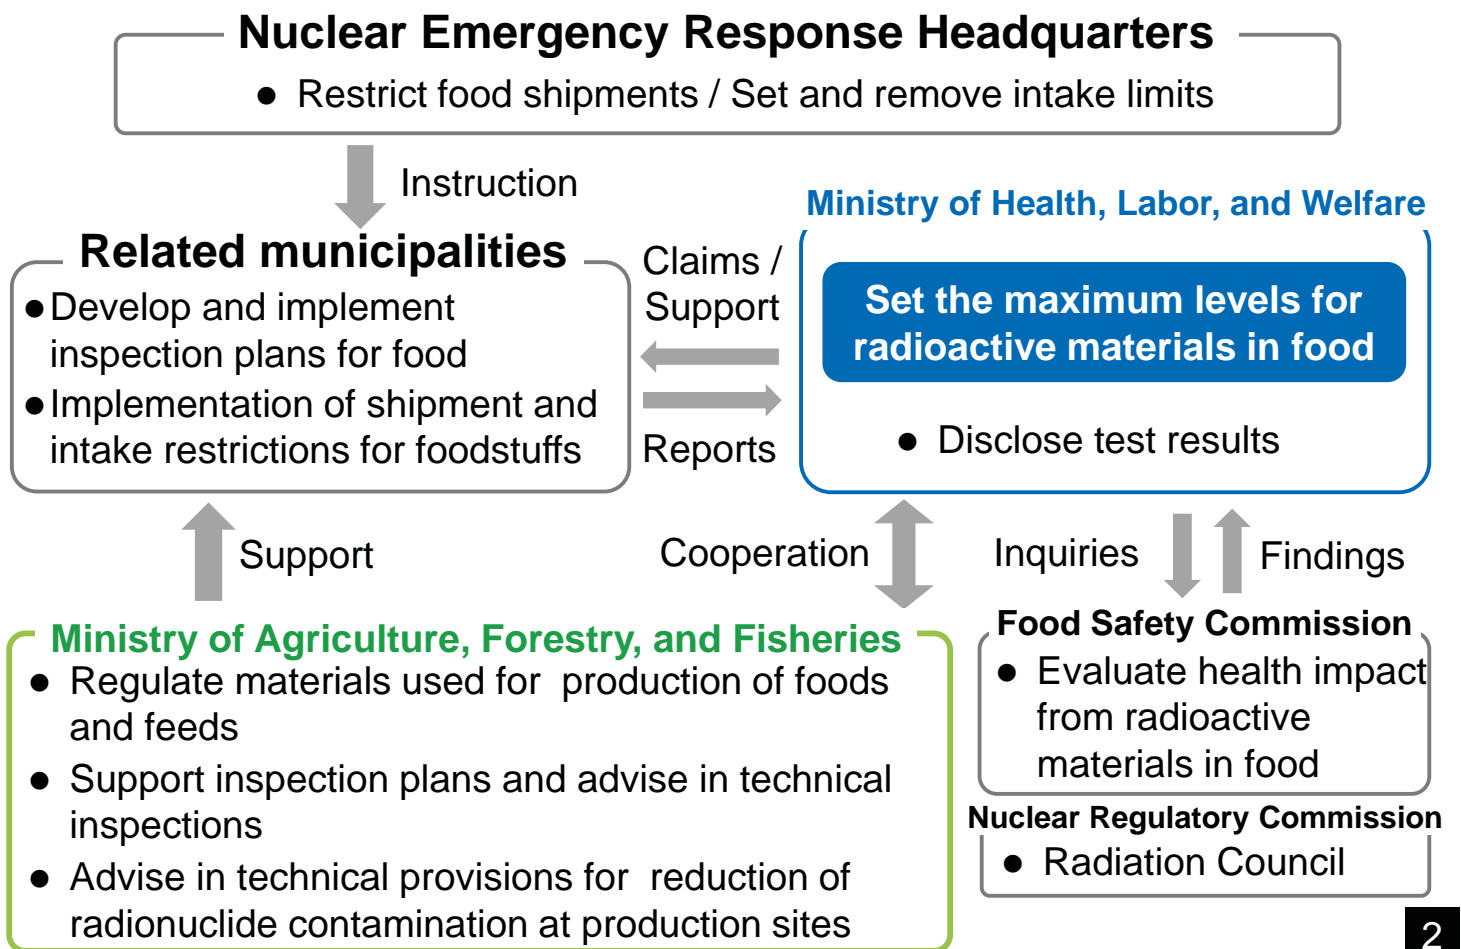 Nuclear Emergency Response Headquarters
● Restrict food shipments / Set and remove intake limits
Instruction
Related municipalities
●Develop and implement
inspection plans for food
●Implementation of shipment and
intake restrictions for foodstuffs
Claims /
Support
Reports
Ministry of Health, Labor, and Welfare
Set the maximum levels for
radioactive materials in food
● Disclose test results
Support
Cooperation
Inquiries
Findings
Ministry of Agriculture, Forestry, and Fisheries
● Regulate materials used for production of foods
and feeds
● Support inspection plans and advise in technical
inspections
● Advise in technical provisions for reduction of
radionuclide contamination at production sites
Food Safety Commission
● Evaluate health impact
from radioactive
materials in food
Nuclear Regulatory Commission
● Radiation Council
2